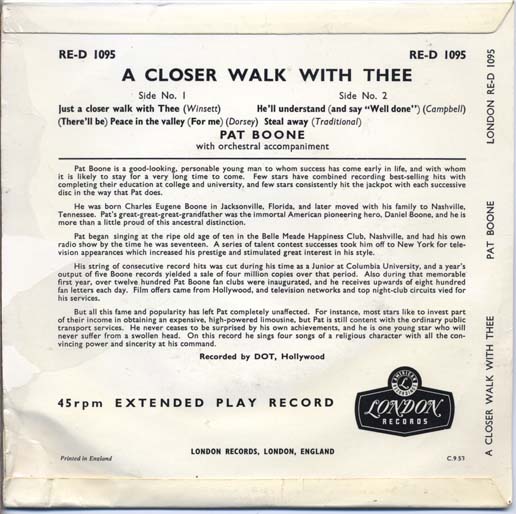 RE-D 1095
RE-D 1095
A CLOSER WALK WITH THEE
Side No. 1
Side No. 2
Just a closer walk with Thee (Winsett)
He'll understand (and say "Well done") (Campbell)
(There'll be) Peace in the valley (For me) (Dorsey)
Steal away (Traditional)
PAT BOONE
with orchestral accompaniment
Pat Boone is a good-looking, personable young man to whom success has come early in life, and with whom
it is likely to stay for a very long time to come. Few stars have combined recording best-selling hits with
completing their education at college and university, and few stars consistently hit the jackpot with each successive
disc in the way that Pat does.
He was born Charles Eugene Boone in Jacksonville, Florida, and later moved with his family to Nashville,
Tennessee. Pat's great-great-great-grandfather was the immortal American pioneering hero, Daniel Boone, and he is
more than a little proud of this ancestral distinction.
Pat began singing at the ripe old age of ten in the Belle Meade Happiness Club, Nashville, and had his own
radio show by the time he was seventeen. A series of talent contest successes took him off to New York for tele-
vision appearances which increased his prestige and stimulated great interest in his style.
His string of consecutive record hits was cut during his time as a Junior at Columbia University, and a year's
output of five Boone records yielded a sale of four million copies over that period. Also during that memorable
first year, over twelve hundred Pat Boone fan clubs were inaugurated, and he receives upwards of eight hundred
fan letters each day. Film offers came from Hollywood, and television networks and top night-club circuits vied for
his services.
But all this fame and popularity has left Pat completely unaffected. For instance, most stars like to invest part
of their income in obtaining an expensive, high-powered limousine, but Pat is still content with the ordinary public
transport services. He never ceases to be surprised by his own achievements, and he is one young star who will
never suffer from a swollen head. On this record he sings four songs of a religious character with all the con-
vincing power and sincerity at his command.
Recorded by DOT, Hollywood
45rpm EXTENDED PLAY RECORD
LONDON
RECORDS
LONDON RECORDS, LONDON, ENGLAND
Printed in England
C.9.57
A CLOSER WALK WITH THEE
PAT BOONE
LONDON RE-D 1095